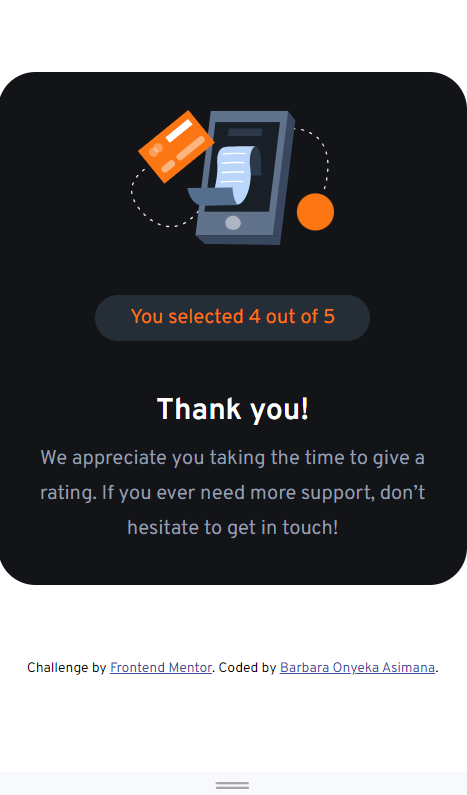 You selected 4 out of 5
Thank you!
We appreciate you taking the time to give a
rating. If you ever need more support, don’t
hesitate to get in touch!
Challenge by Frontend Mentor. Coded by Barbara Onyeka Asimana.